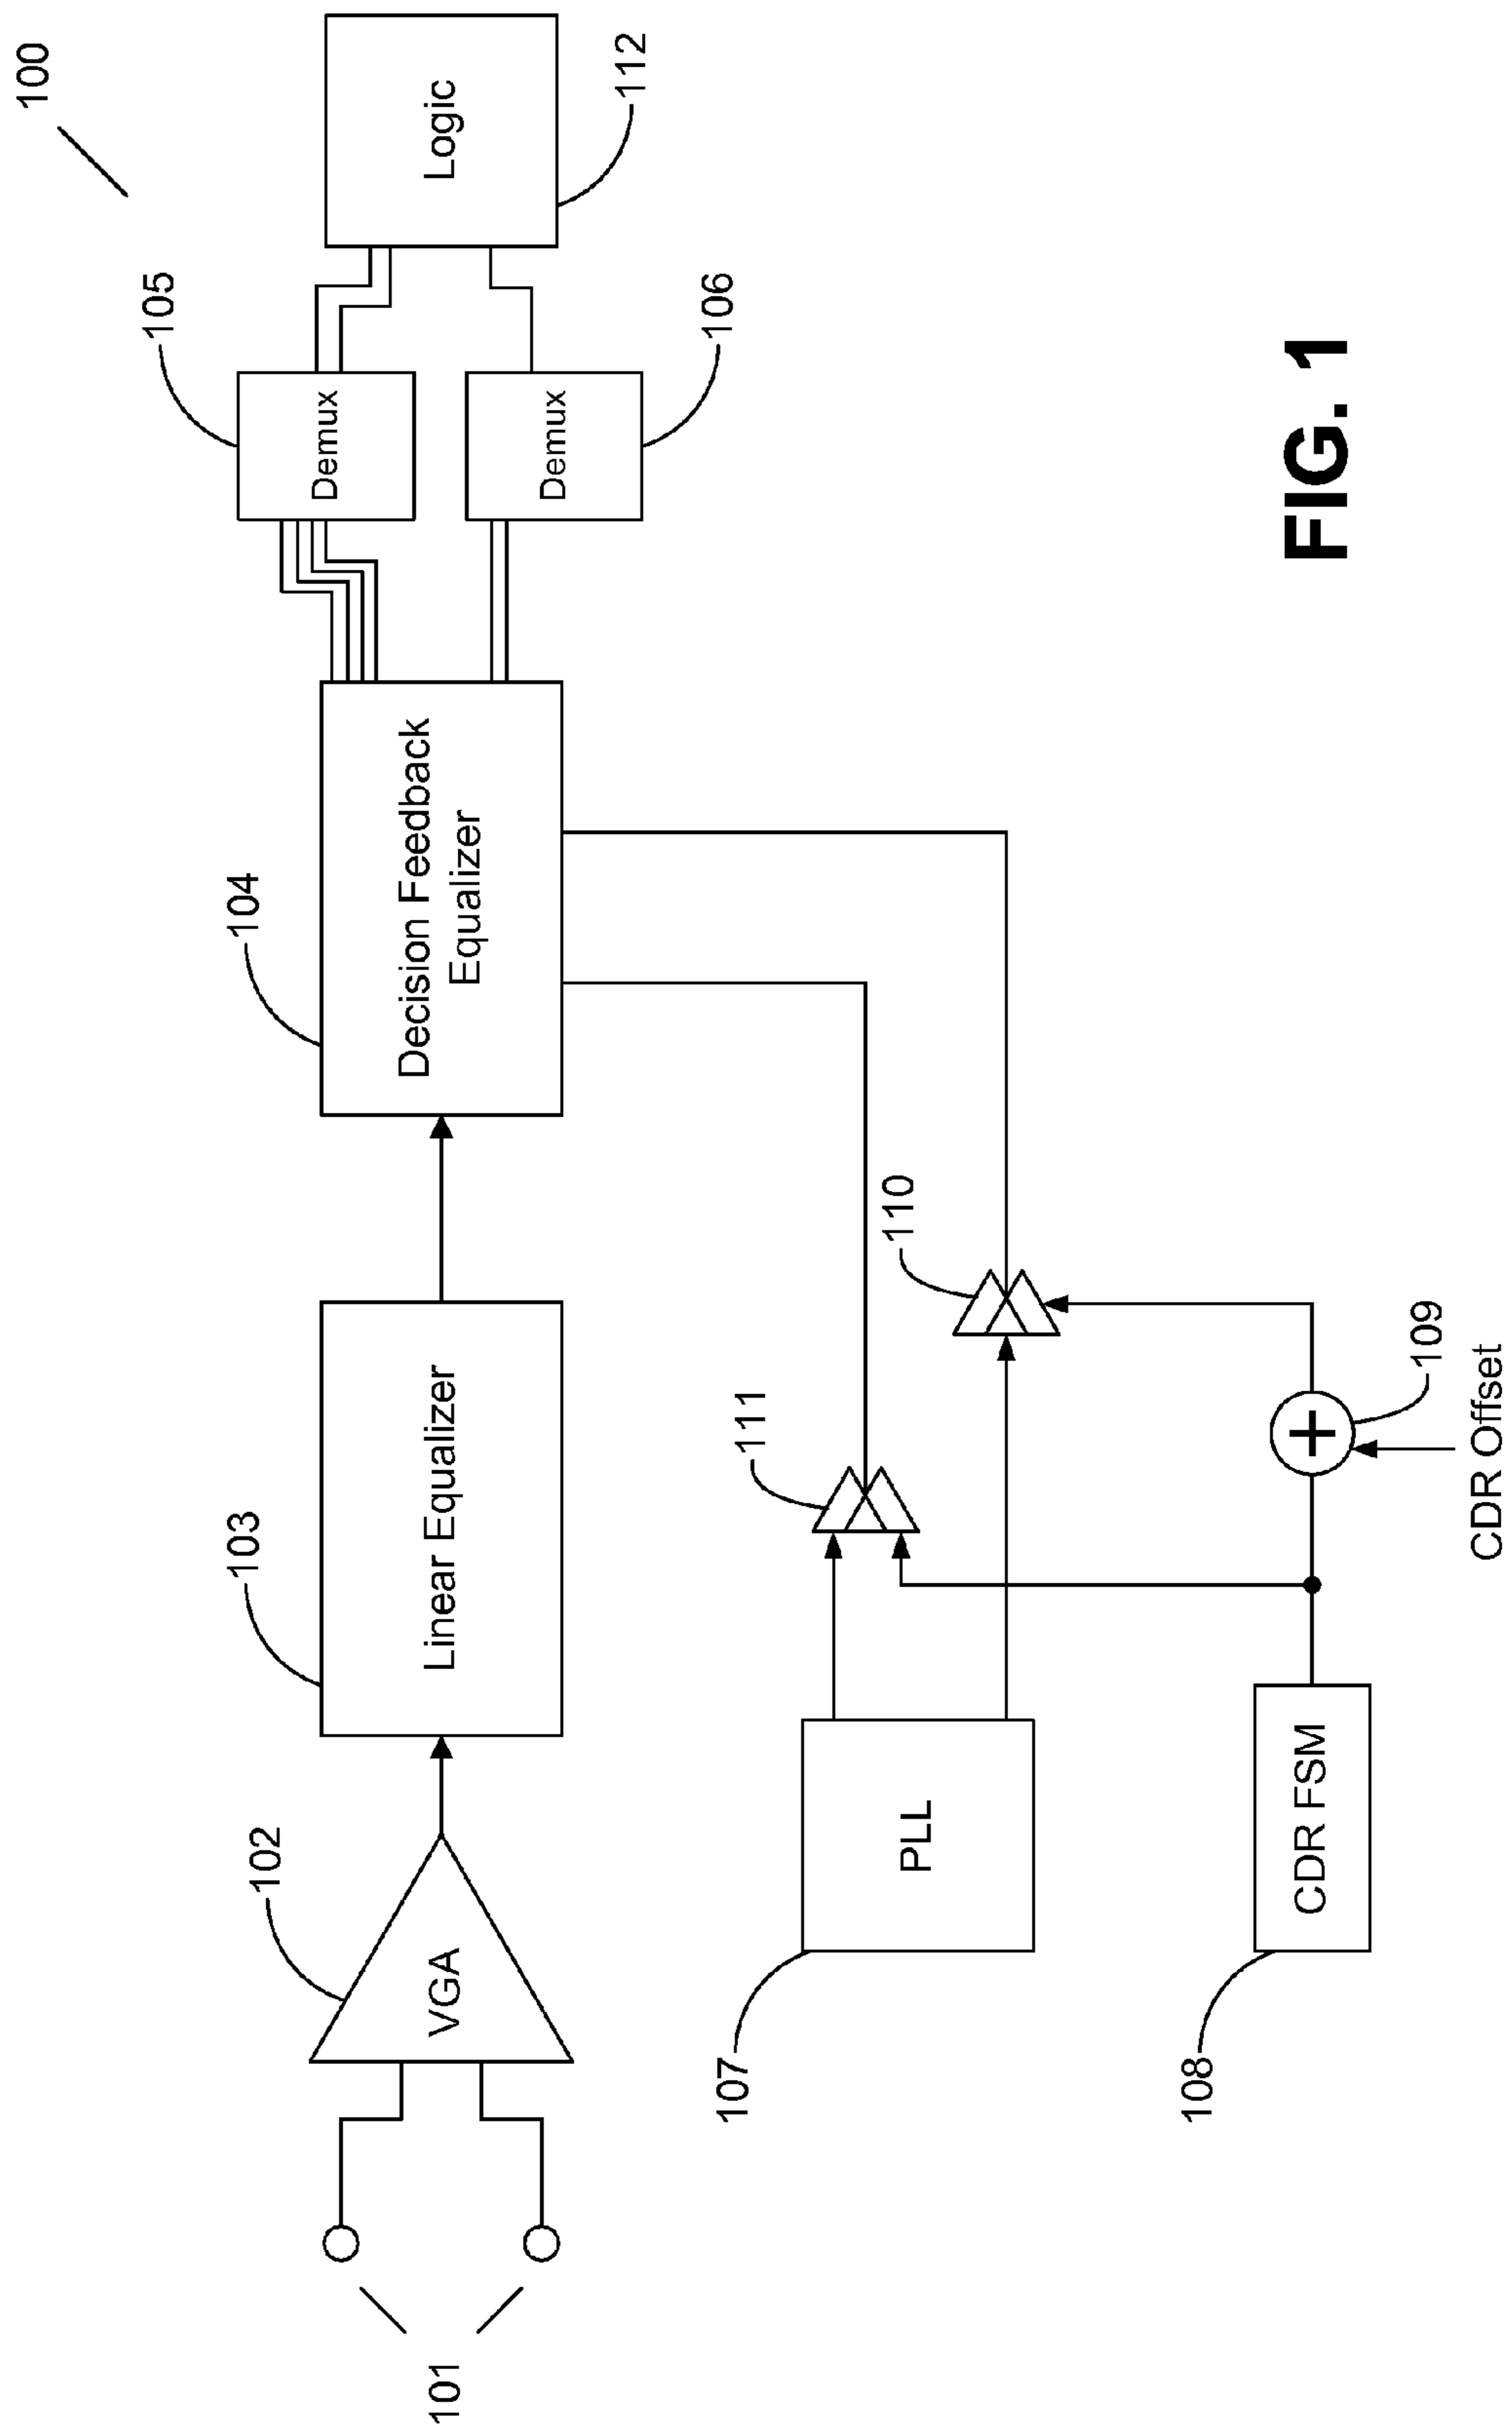 100
101
102
VGA
103
Linear Equalizer
104
Decision Feedback
Equalizer
105
Demux
106
Demux
Logic
112
107
PLL
111
110
108
CDR FSM
109
CDR Offset
FIG. 1